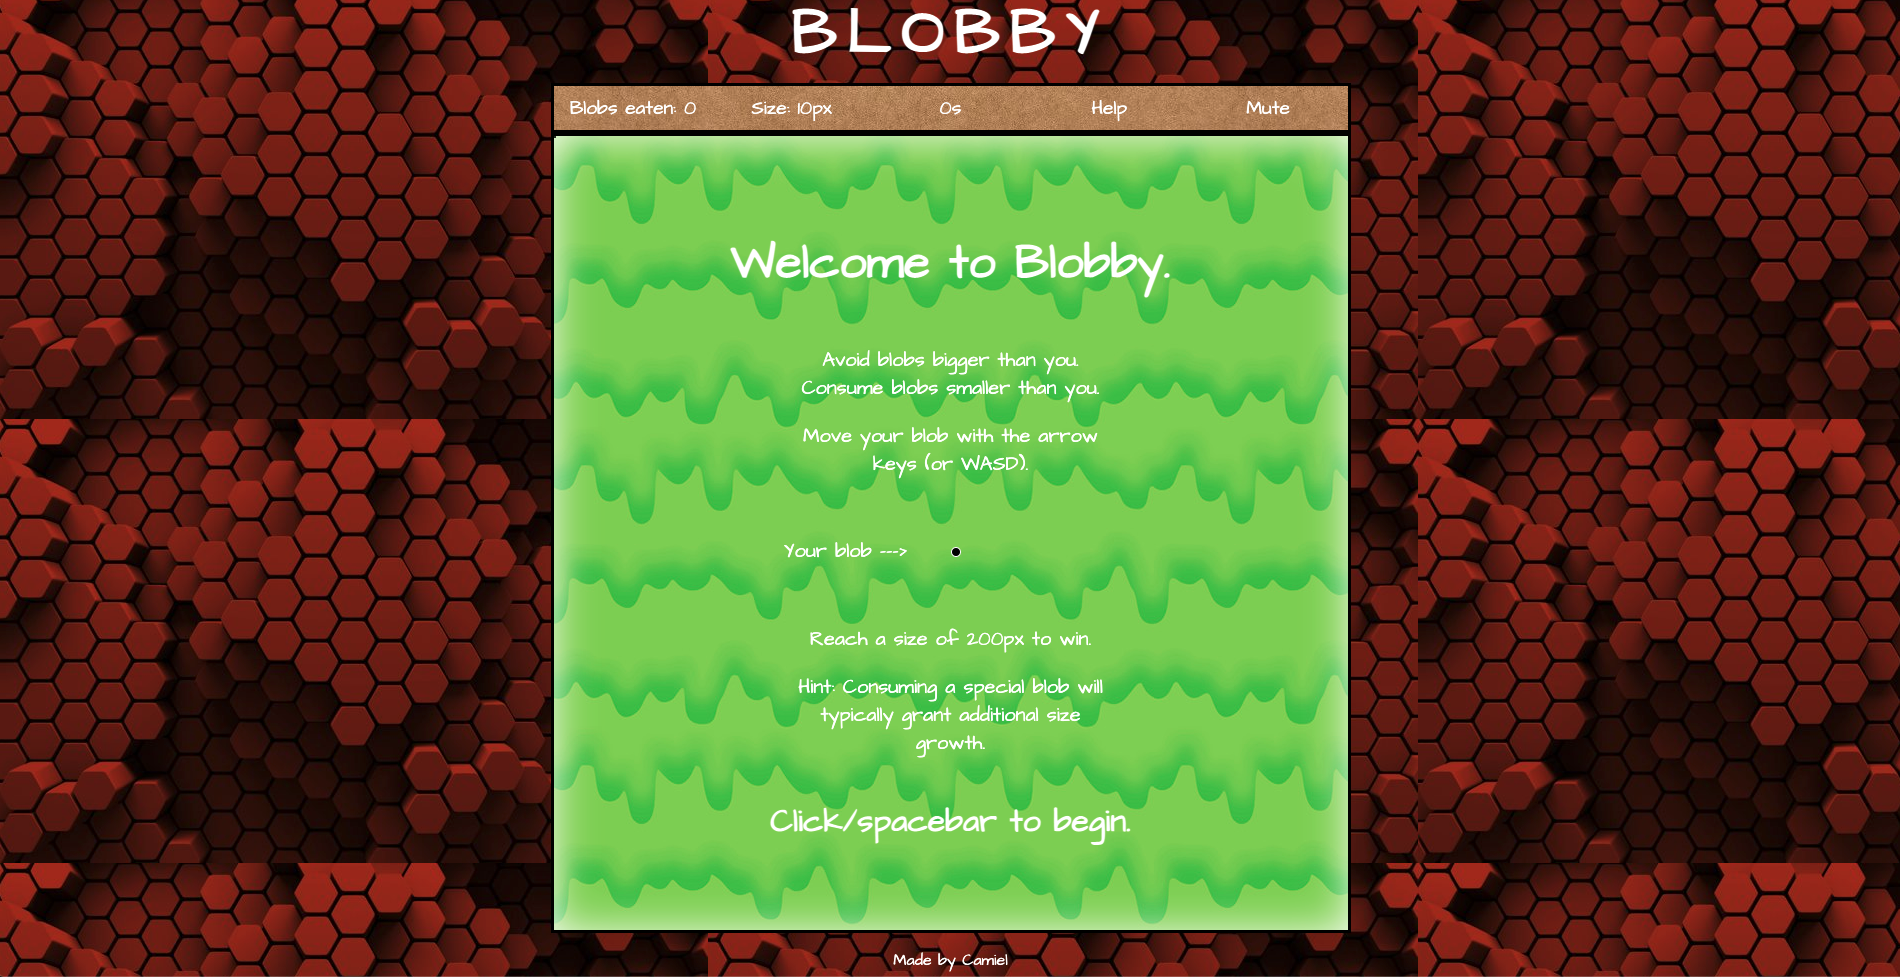 BLOBBY
Blobs eaten: 0 Size: 10px 0s Help Mute
Welcome to Blobby.
Avoid blobs bigger than you.
Consume blobs smaller than you.
Move your blob with the arrow
keys (or WASD).
Your blob --->
Reach a size of 200px to win.
Hint: Consuming a special blob will
typically grant additional size
growth.
Click/spacebar to begin.
Made by Camiel